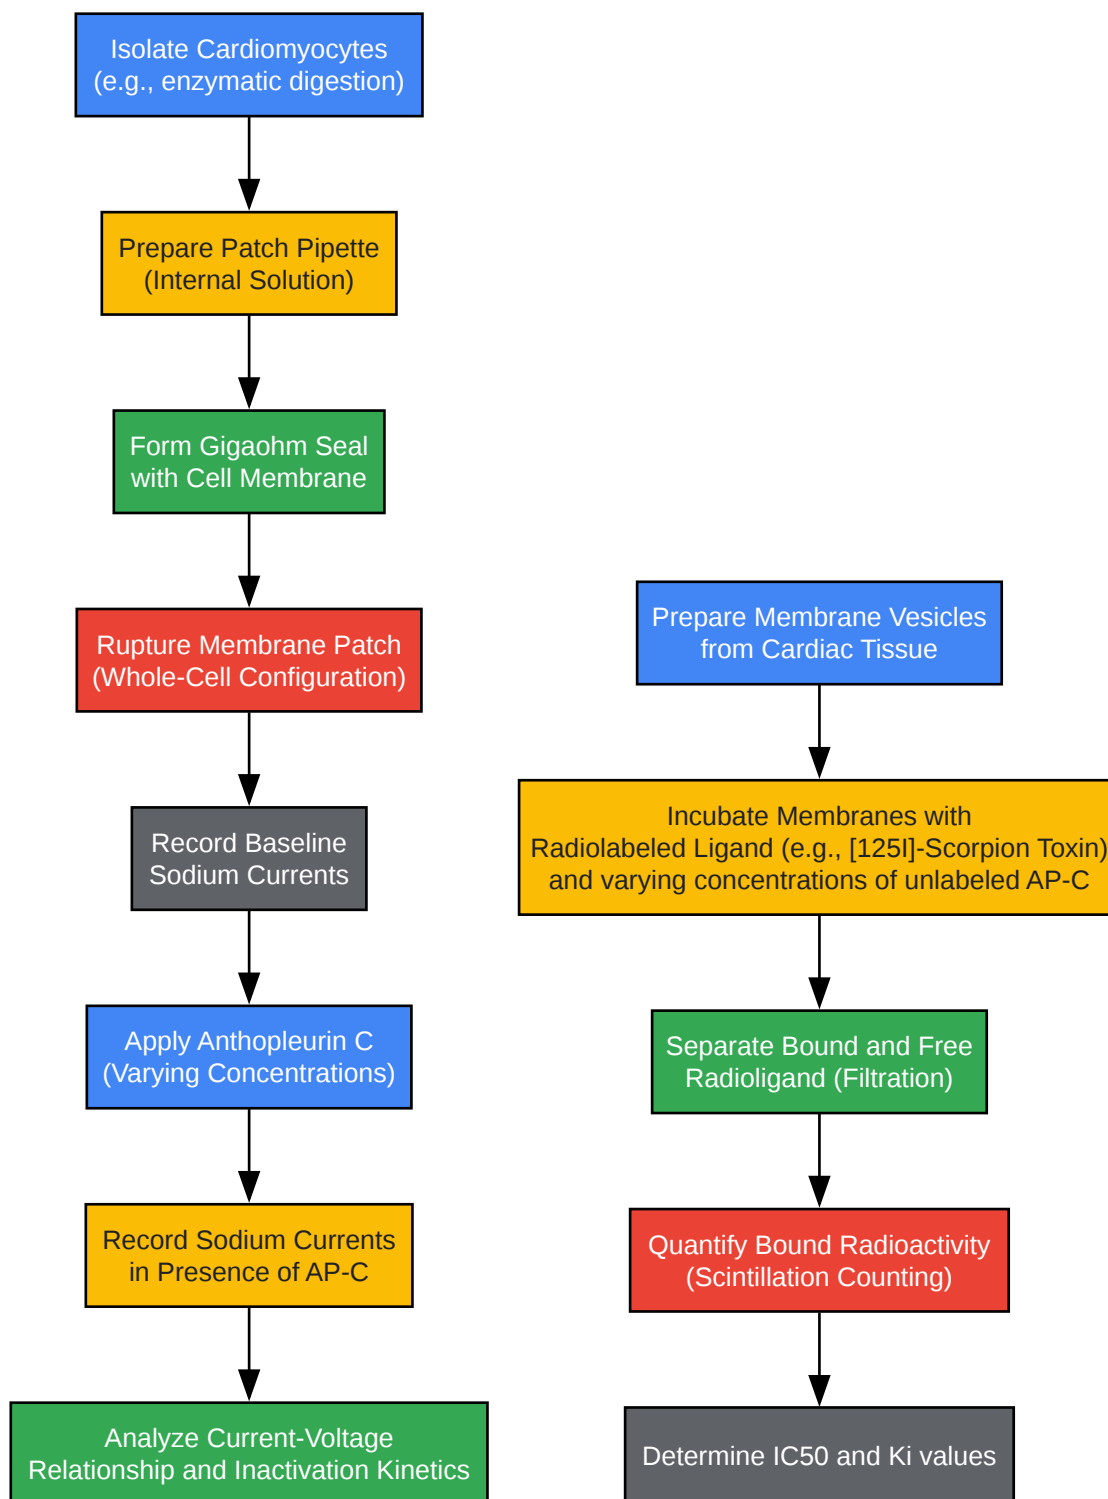 Isolate Cardiomyocytes
(e.g., enzymatic digestion)
Prepare Patch Pipette
(Internal Solution)
Form Gigaohm Seal
with Cell Membrane
Rupture Membrane Patch
(Whole-Cell Configuration)
Record Baseline
Sodium Currents
Apply Anthopleurin C
(Varying Concentrations)
Record Sodium Currents
in Presence of AP-C
Analyze Current-Voltage
Relationship and Inactivation Kinetics
Prepare Membrane Vesicles
from Cardiac Tissue
Incubate Membranes with
Radiolabeled Ligand (e.g., [125I]-Scorpion Toxin)
and varying concentrations of unlabeled AP-C
Separate Bound and Free
Radioligand (Filtration)
Quantify Bound Radioactivity
(Scintillation Counting)
Determine IC50 and Ki values